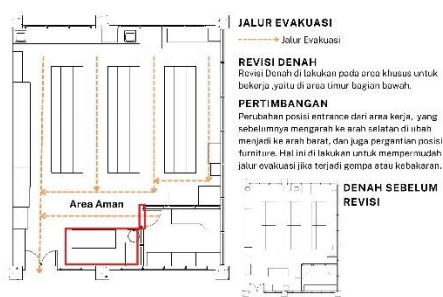 JALUR EVAKUASI
Jalur Evakuasi
REVISI DENAH
Revisi Denah di lakukan pada area khusus untuk
bekerja ,yaitu di area timur bagian bawah.
PERTIMBANGAN
Perubahan posisi entrance dari area kerja, yang
sebelumnya mengarah ke arah selatan di ubah
menjadi ke arah barat, dan juga pergantian posisi
furniture. Hal ini di lakukan untuk mempermudah
jalur evakuasi jika terjadi gempa atau kebakaran.
Area Aman
DENAH SEBELUM
REVISI